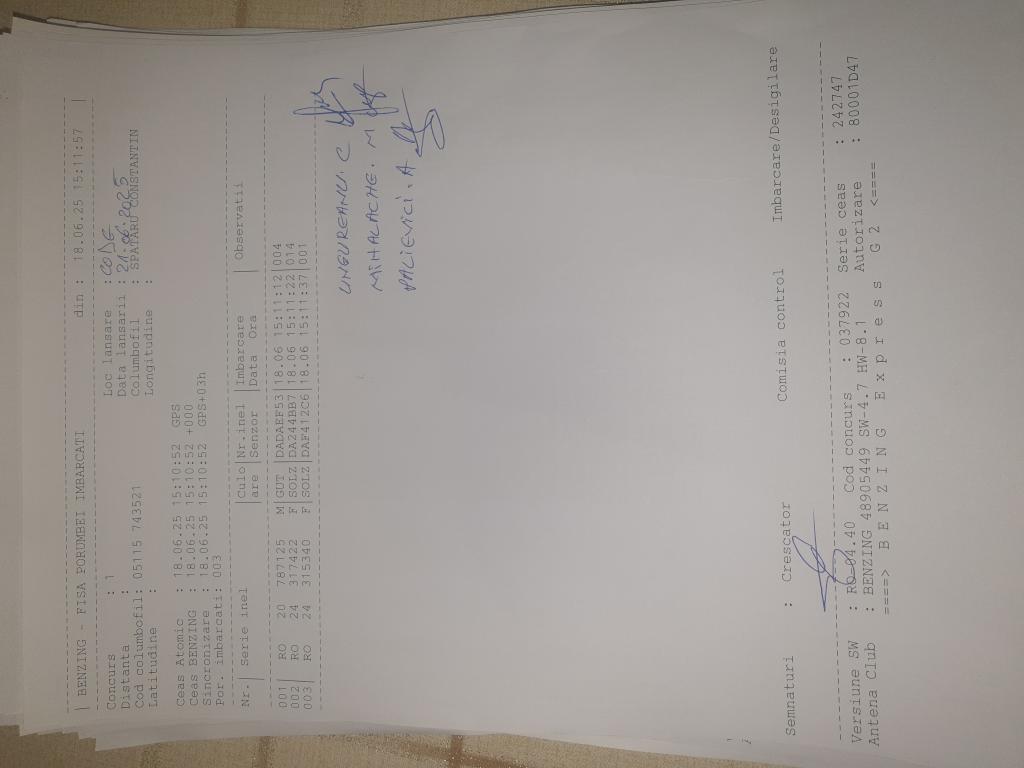 | BENZING - FISA PORUMBEI IMBARCATI din : 18.06.25 15:11:57 |
Concurs : 1 Loc lansare : CODE
Distanta : Data lansarii : 21.06.2025
Cod columbofil: 05115 743521 Columbofil : SPATARU CONSTANTIN
Latitudine : Longitudine :
Ceas Atomic : 18.06.25 15:10:52 GPS
Ceas BENZING : 18.06.25 15:10:52 +000
Sincronizare : 18.06.25 15:10:52 GPS+03h
Por. imbarcati: 003
Nr.| Serie inel |Culo|Nr.inel |Imbarcare | Observatii
|are |Senzor |Data Ora |
001| RO 20 787125 M|GUT |DADAEF53|18.06 15:11:12|004
002| RO 24 317422 F|SOLZ|DA244BB7|18.06 15:11:22|014
003| RO 24 315340 F|SOLZ|DAF412C6|18.06 15:11:37|001
UNGUREANU. C
MIHALACHE. M
PALIEVICI. A
Semnaturi : Crescator Comisia control Imbarcare/Desigilare
Versiune SW : RO-04.40 Cod concurs : 037922 Serie ceas : 242747
Antena Club : BENZING 48905449 SW-4.7 HW-8.1 Autorizare : 80001D47
====> B E N Z I N G E x p r e s s G 2 <====